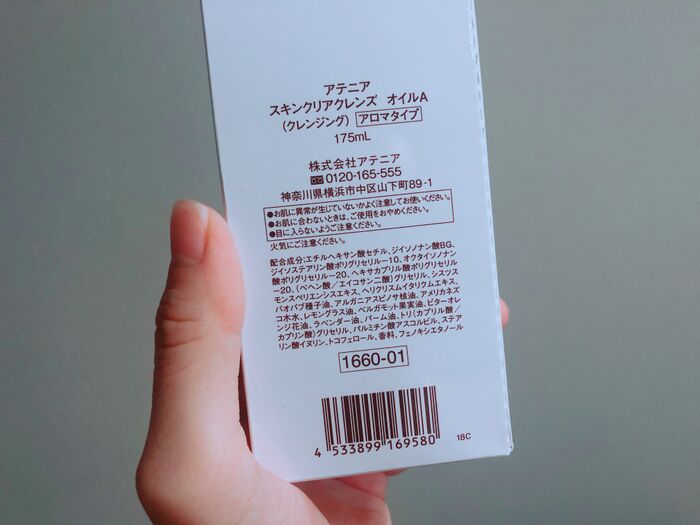 アテニア
スキンクリアクレンズ オイルA
(クレンジング) アロマタイプ
175mL
株式会社アテニア
0120-165-555
神奈川県横浜市中区山下町89-1
●お肌に異常が生じていないかよく注意してお使いください。
●お肌に合わないときは、ご使用をおやめください。
●目に入らないようご注意ください。
火気にご注意ください。
配合成分:エチルヘキサン酸セチル、ジイソノナン酸BG、
ジイソステアリン酸ポリグリセリル-10、オクタイソノナン
酸ポリグリセリル-20、ヘキサカプリル酸ポリグリセリル
-20、(ベヘン酸/エイコサン二酸)グリセリル、シスツス
モンスペリエンシスエキス、ヘリクリスムイタリクムエキス、
バオバブ種子油、アルガニアスピノサ核油、アメリカネズ
コ木水、レモングラス油、ベルガモット果実油、ビターオレ
ンジ花油、ラベンダー油、パーム油、トリ(カプリル酸/
カプリン酸)グリセリル、パルミチン酸アスコルビル、ステア
リン酸イヌリン、トコフェロール、香料、フェノキシエタノール
1660-01
4 533899 169580
18C